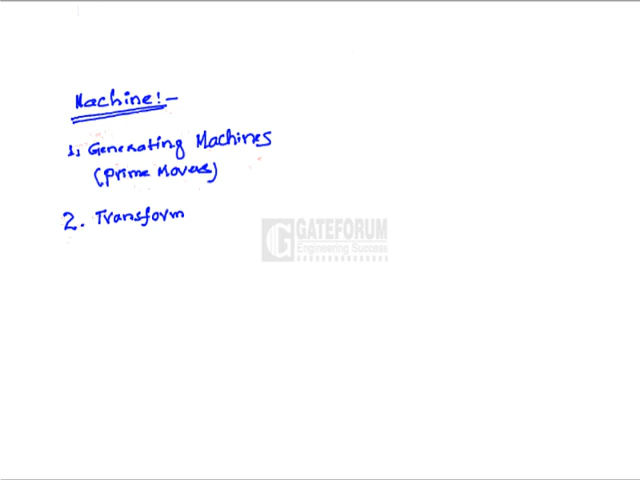 Machine:-
1, Generating Machines
(Prime Movers)
2. Transform
GATEFORUM
Engineering Success